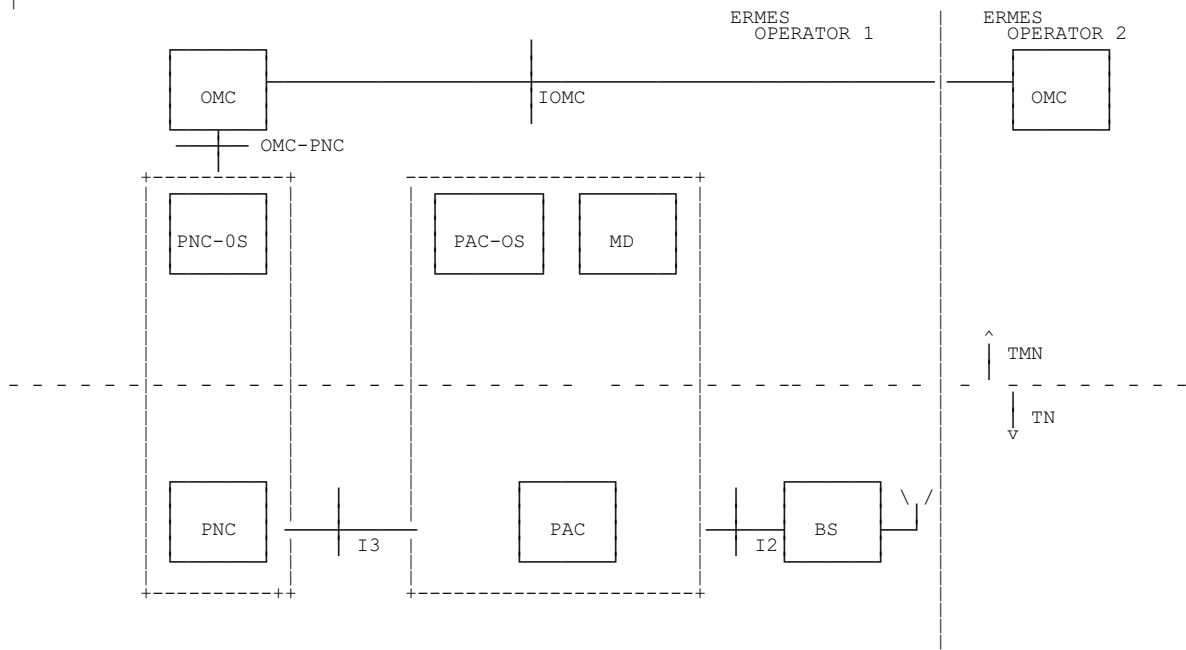 ERMES
OPERATOR 1
ERMES
OPERATOR 2
OMC
IOMC
OMC
OMC-PNC
PNC-0S
PAC-OS
MD
^
TMN
TN
v
\ /
PNC
PAC
BS
I3
I2